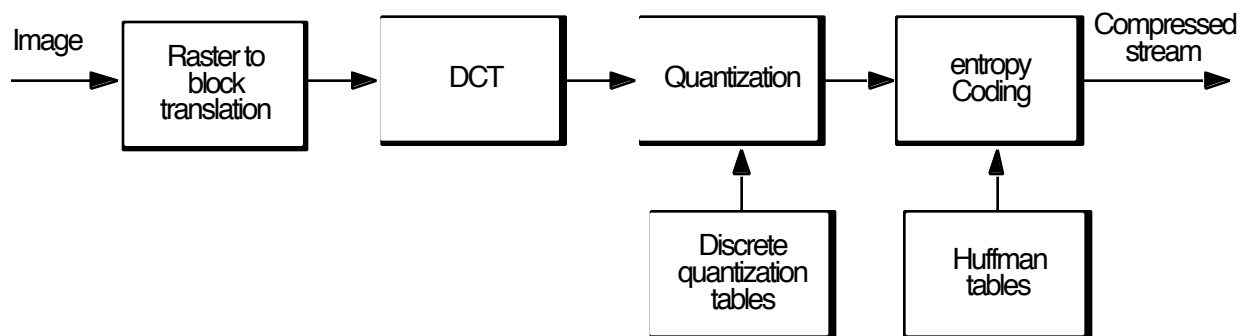 Image
Raster to
block
translation
DCT
Quantization
entropy
Coding
Compressed
stream
Discrete
quantization
tables
Huffman
tables